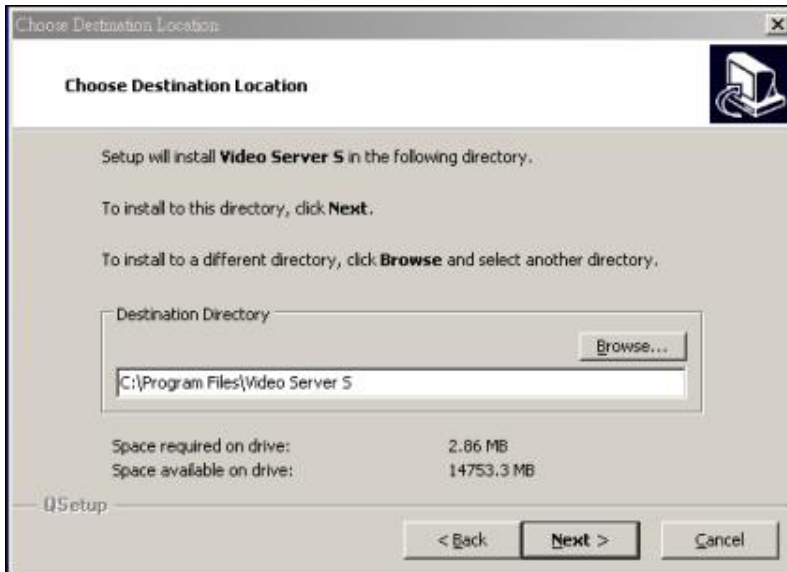 Choose Destination Location
Choose Destination Location
Setup will install Video Server S in the following directory.
To install to this directory, click Next.
To install to a different directory, click Browse and select another directory.
Destination Directory
Browse...
C:\Program Files\Video Server S
Space required on drive: 2.86 MB
Space available on drive: 14753.3 MB
QSetup
< Back Next > Cancel